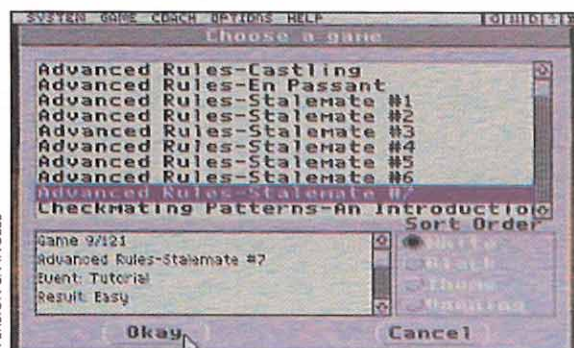 SYSTEM GAME COACH OPTIONS HELP
Choose a game
Advanced Rules-Castling
Advanced Rules-En Passant
Advanced Rules-Stalemate #1
Advanced Rules-Stalemate #2
Advanced Rules-Stalemate #3
Advanced Rules-Stalemate #4
Advanced Rules-Stalemate #5
Advanced Rules-Stalemate #6
Advanced Rules-Stalemate #7
Checkmating Patterns-An Introduction
Sort Order
Game 9/121
Advanced Rules-Stalemate #7
Event: Tutorial
Result: Easy
White
Black
Opening
Okay
Cancel